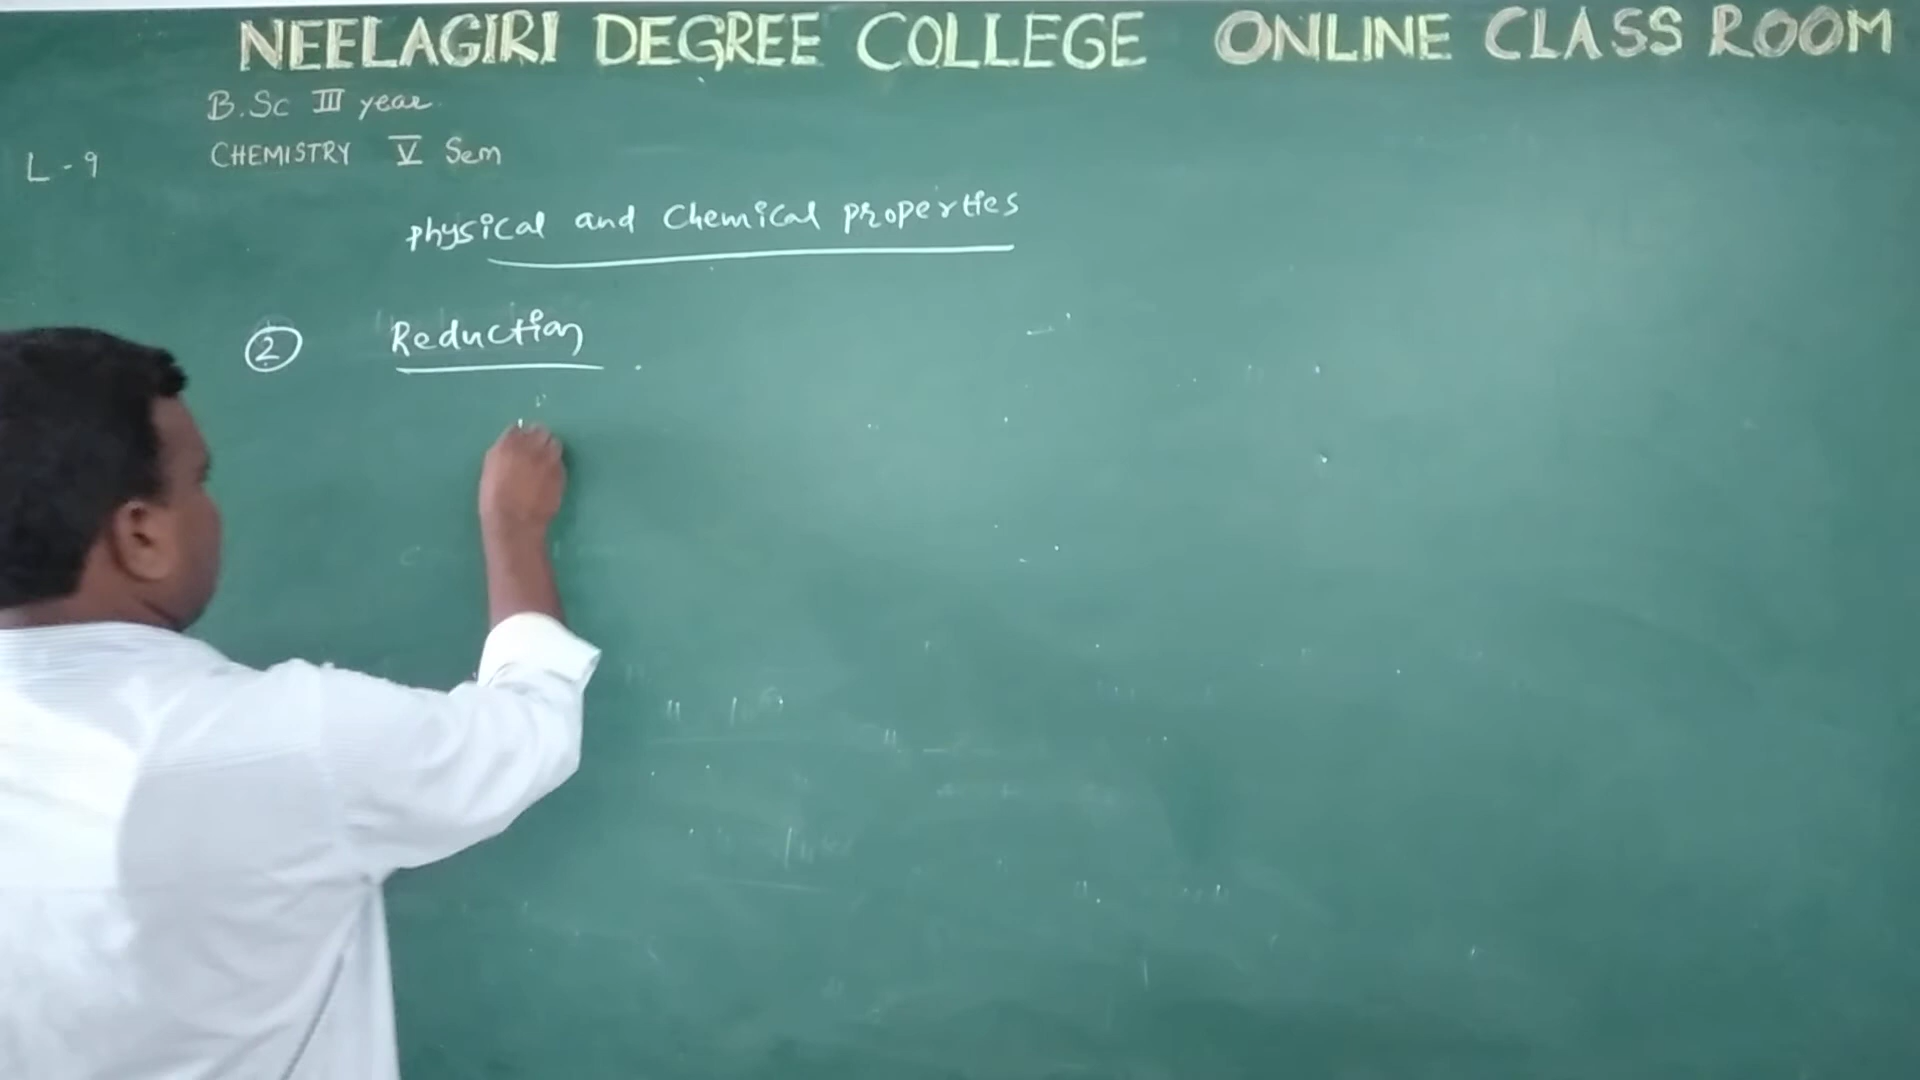 NEELAGIRI DEGREE COLLEGE ONLINE CLASS ROOM
B.Sc III year
CHEMISTRY V Sem
L-9
physical and Chemical properties
② Reduction